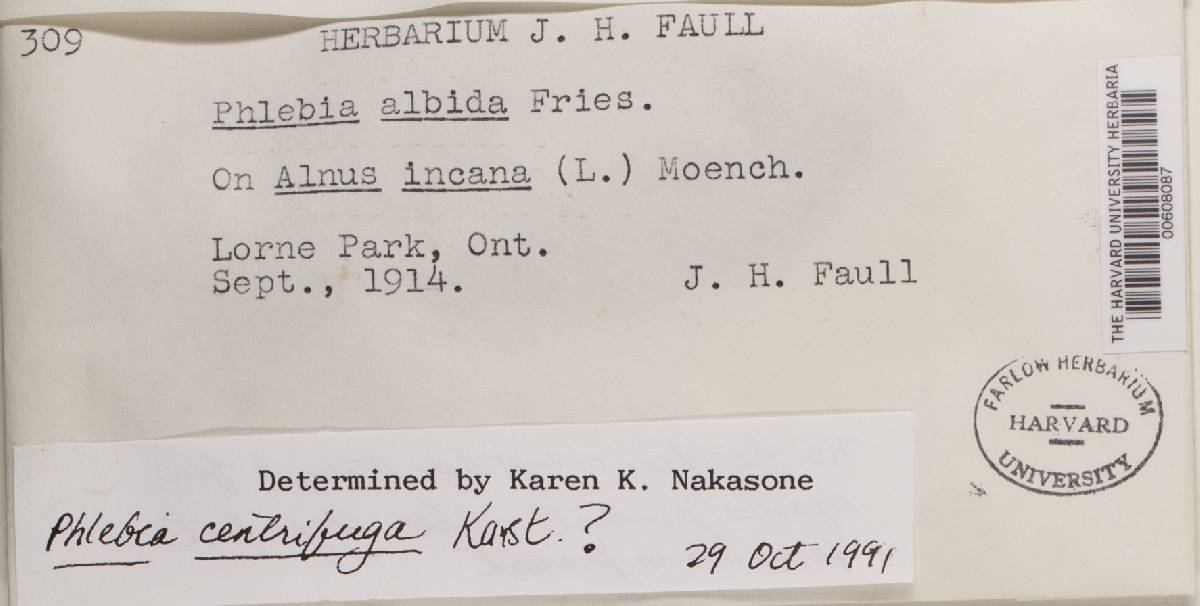 309
HERBARIUM J. H. FAULL
Phlebia albida Fries.
On Alnus incana (L.) Moench.
Lorne Park, Ont.
Sept., 1914.
J. H. Faull
THE HARVARD UNIVERSITY HERBARIA
00608087
FARLOW HERBARIUM
HARVARD
UNIVERSITY
Determined by Karen K. Nakasone
Phlebia centrifuga Karst. ?
29 Oct 1991